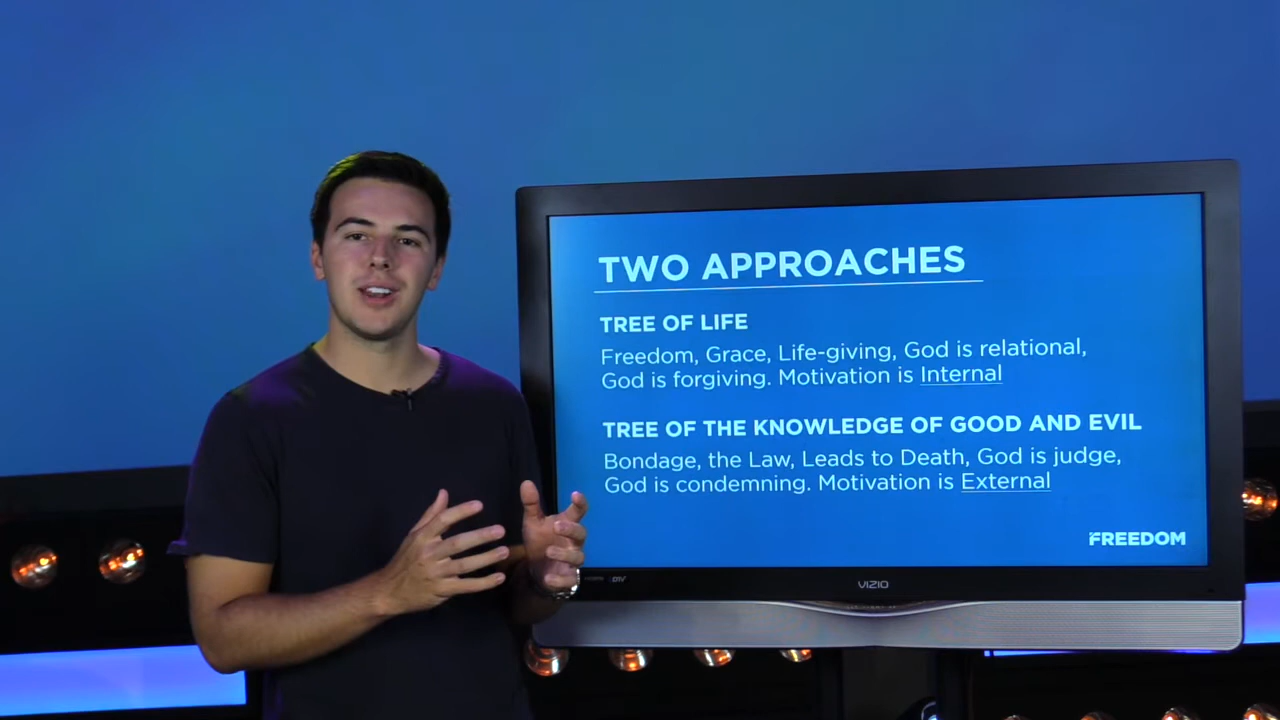 TWO APPROACHES
TREE OF LIFE
Freedom, Grace, Life-giving, God is relational,
God is forgiving. Motivation is Internal
TREE OF THE KNOWLEDGE OF GOOD AND EVIL
Bondage, the Law, Leads to Death, God is judge,
God is condemning. Motivation is External
FREEDOM
VIZIO